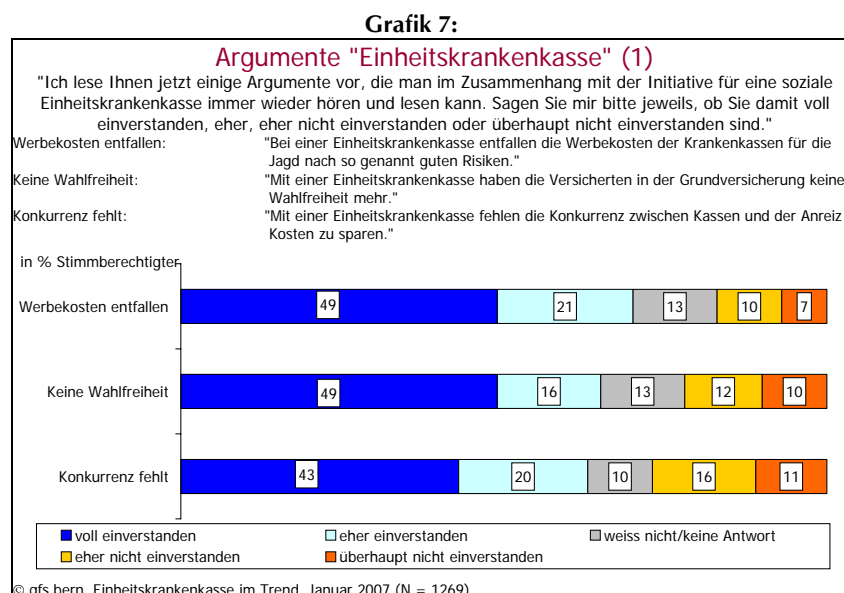 Grafik 7:
Argumente "Einheitskrankenkasse" (1)
"Ich lese Ihnen jetzt einige Argumente vor, die man im Zusammenhang mit der Initiative für eine soziale
Einheitskrankenkasse immer wieder hören und lesen kann. Sagen Sie mir bitte jeweils, ob Sie damit voll
einverstanden, eher, eher nicht einverstanden oder überhaupt nicht einverstanden sind."
Werbekosten entfallen: "Bei einer Einheitskrankenkasse entfallen die Werbekosten der Krankenkassen für die
Jagd nach so genannt guten Risiken."
Keine Wahlfreiheit: "Mit einer Einheitskrankenkasse haben die Versicherten in der Grundversicherung keine
Wahlfreiheit mehr."
Konkurrenz fehlt: "Mit einer Einheitskrankenkasse fehlen die Konkurrenz zwischen Kassen und der Anreiz
Kosten zu sparen."
in % Stimmberechtigter
Werbekosten entfallen 49 21 13 10 7
Keine Wahlfreiheit 49 16 13 12 10
Konkurrenz fehlt 43 20 10 16 11
voll einverstanden eher einverstanden weiss nicht/keine Antwort
eher nicht einverstanden überhaupt nicht einverstanden
© gfs.bern, Einheitskrankenkasse im Trend, Januar 2007 (N = 1269)